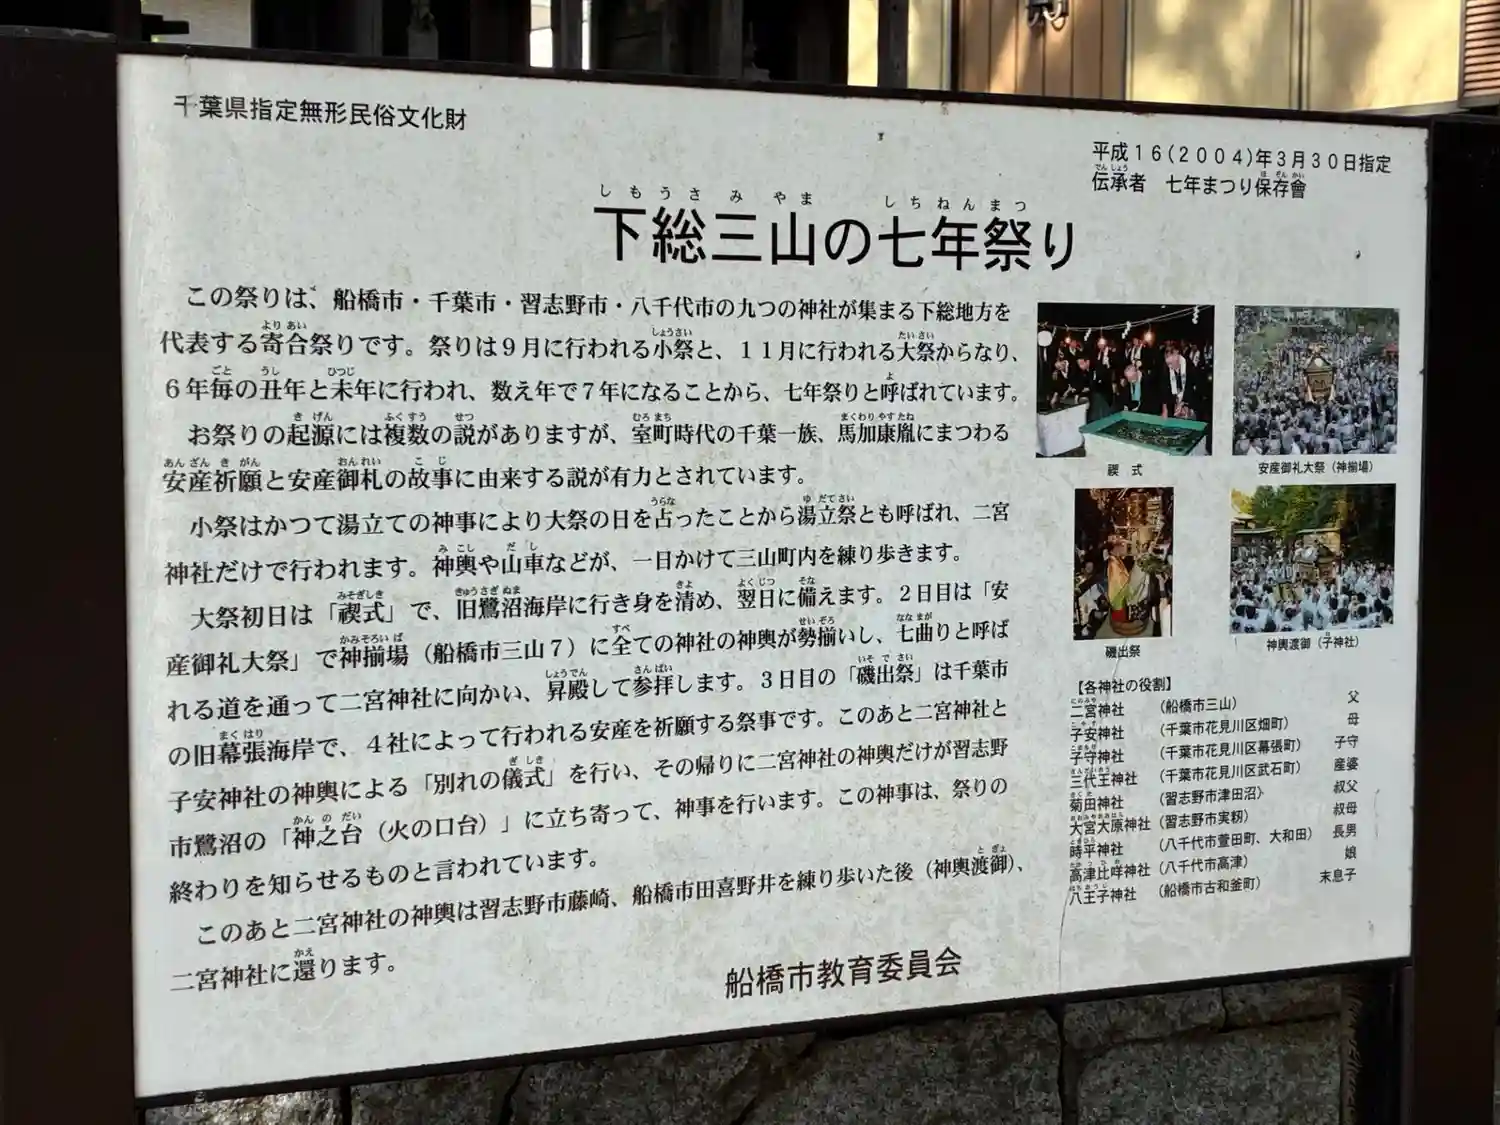 千葉県指定無形民俗文化財
平成16(2004)年3月30日指定
伝承者　七年まつり保存會
下総三山の七年祭り
この祭りは、船橋市・千葉市・習志野市・八千代市の九つの神社が集まる下総地方を
代表する寄合祭りです。祭りは9月に行われる小祭と、11月に行われる大祭からなり、
6年毎の丑年と未年に行われ、数え年で7年になることから、七年祭りと呼ばれています。
お祭りの起源には複数の説がありますが、室町時代の千葉一族、馬加康胤にまつわる
安産祈願と安産御礼の故事に由来する説が有力とされています。
小祭はかつて湯立ての神事により大祭の日を占ったことから湯立祭とも呼ばれ、二宮
神社だけで行われます。神輿や山車などが、一日かけて三山町内を練り歩きます。
大祭初日は「禊式」で、旧鷺沼海岸に行き身を清め、翌日に備えます。2日目は「安
産御礼大祭」で神揃場（船橋市三山7）に全ての神社の神輿が勢揃いし、七曲りと呼ば
れる道を通って二宮神社に向かい、昇殿して参拝します。3日目の「磯出祭」は千葉市
の旧幕張海岸で、4社によって行われる安産を祈願する祭事です。このあと二宮神社と
子安神社の神輿による「別れの儀式」を行い、その帰りに二宮神社の神輿だけが習志野
市鷺沼の「神之台（火の口台）」に立ち寄って、神事を行います。この神事は、祭りの
終わりを知らせるものと言われています。
このあと二宮神社の神輿は習志野市藤崎、船橋市田喜野井を練り歩いた後（神輿渡御）、
二宮神社に還ります。
船橋市教育委員会
禊　式
安産御礼大祭（神揃場）
磯出祭
神輿渡御（子神社）
【各神社の役割】
二宮神社　（船橋市三山）　父
子安神社　（千葉市花見川区畑町）　母
子守神社　（千葉市花見川区幕張町）　子守
三代王神社　（千葉市花見川区武石町）　産婆
菊田神社　（習志野市津田沼）　叔父
大宮大原神社　（習志野市実籾）　叔母
時平神社　（八千代市萱田町、大和田）　長男
高津比咩神社　（八千代市高津）　娘
八王子神社　（船橋市古和釜町）　末息子